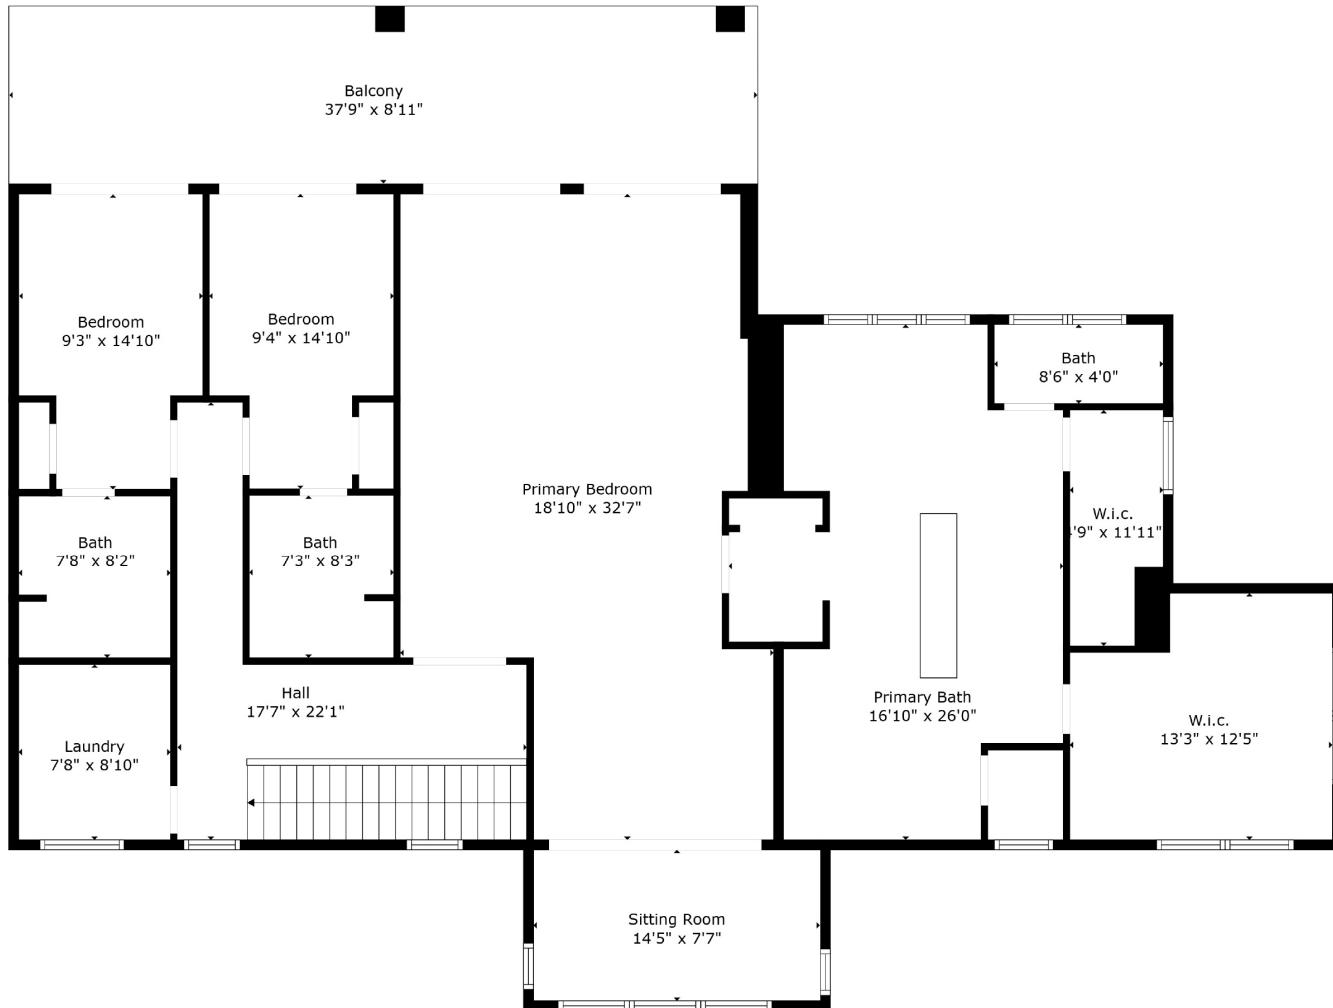 Balcony
37'9" x 8'11"
Bedroom
9'3" x 14'10"
Bedroom
9'4" x 14'10"
Bath
8'6" x 4'0"
Primary Bedroom
18'10" x 32'7"
W.i.c.
'9" x 11'11"
Bath
7'8" x 8'2"
Bath
7'3" x 8'3"
Hall
17'7" x 22'1"
Primary Bath
16'10" x 26'0"
Laundry
7'8" x 8'10"
W.i.c.
13'3" x 12'5"
Sitting Room
14'5" x 7'7"